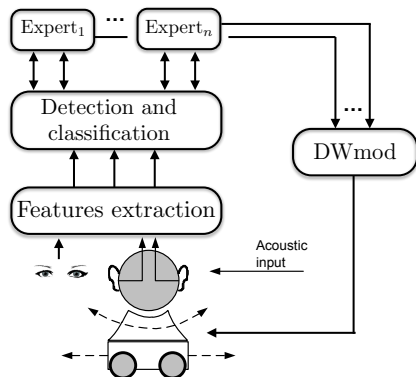 Expert₁ ... Expertₙ
Detection and
classification
...
DWmod
Features extraction
Acoustic
input